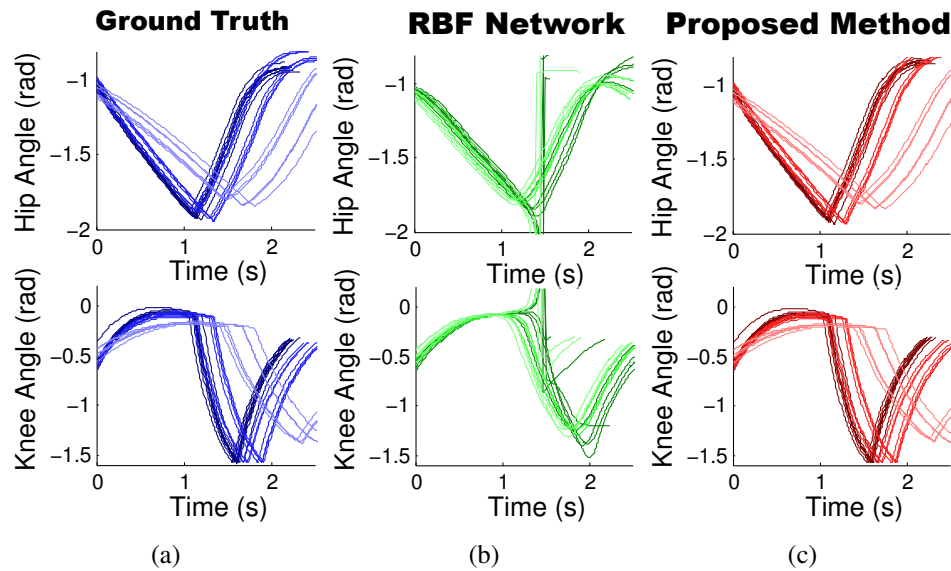 Ground Truth
RBF Network
Proposed Method
Hip Angle (rad)
−1
−1.5
−2
0
1
2
Time (s)
Hip Angle (rad)
−1
−1.5
−2
0
1
2
Time (s)
Hip Angle (rad)
−1
−1.5
−2
0
1
2
Time (s)
Knee Angle (rad)
0
−0.5
−1
−1.5
0
1
2
Time (s)
Knee Angle (rad)
0
−0.5
−1
−1.5
0
1
2
Time (s)
Knee Angle (rad)
0
−0.5
−1
−1.5
0
1
2
Time (s)
(a)
(b)
(c)